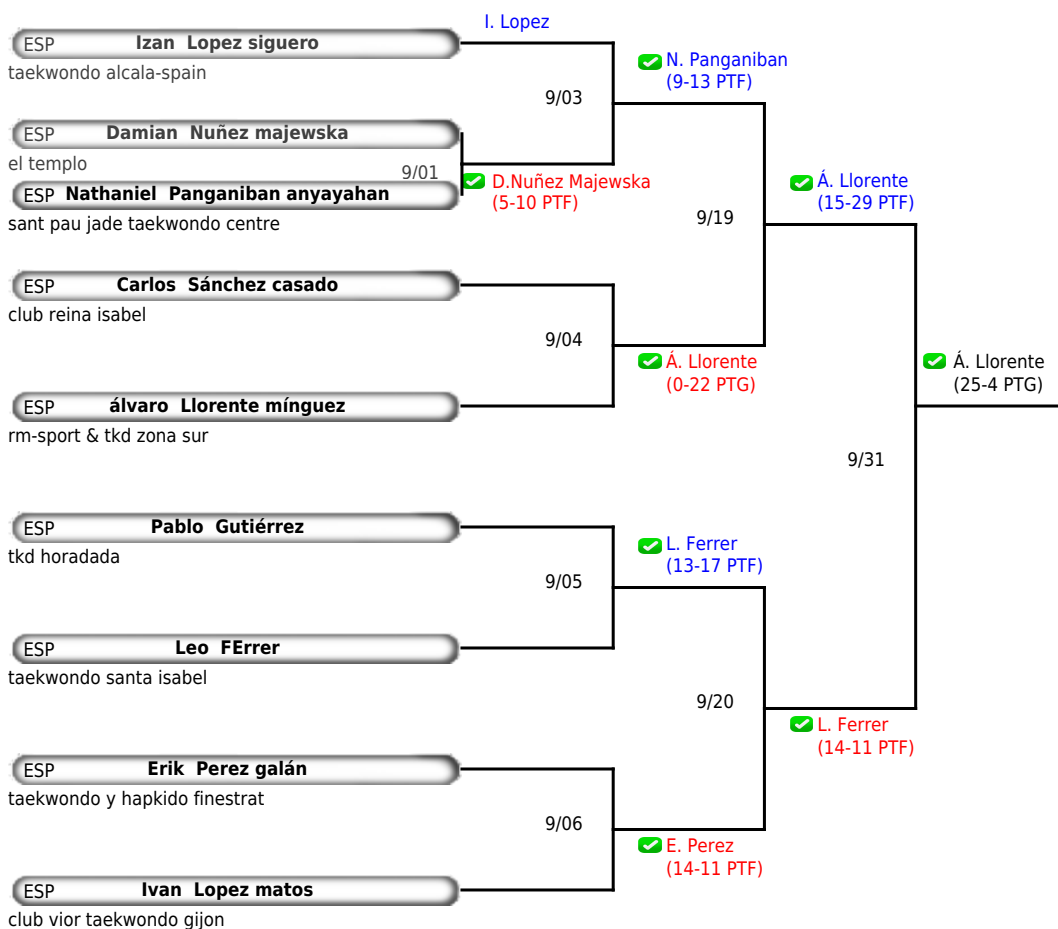 I. Lopez
ESP Izan Lopez siguero
taekwondo alcala-spain
N. Panganiban
(9-13 PTF)
9/03
ESP Damian Nuñez majewska
el templo
9/01
D.Nuñez Majewska
(5-10 PTF)
Á. Llorente
(15-29 PTF)
ESP Nathaniel Panganiban anyayahan
sant pau jade taekwondo centre
9/19
ESP Carlos Sánchez casado
club reina isabel
9/04
Á. Llorente
(0-22 PTG)
Á. Llorente
(25-4 PTG)
ESP álvaro Llorente mínguez
rm-sport & tkd zona sur
9/31
ESP Pablo Gutiérrez
tkd horadada
L. Ferrer
(13-17 PTF)
9/05
ESP Leo FErrer
taekwondo santa isabel
9/20
L. Ferrer
(14-11 PTF)
ESP Erik Perez galán
taekwondo y hapkido finestrat
9/06
E. Perez
(14-11 PTF)
ESP Ivan Lopez matos
club vior taekwondo gijon